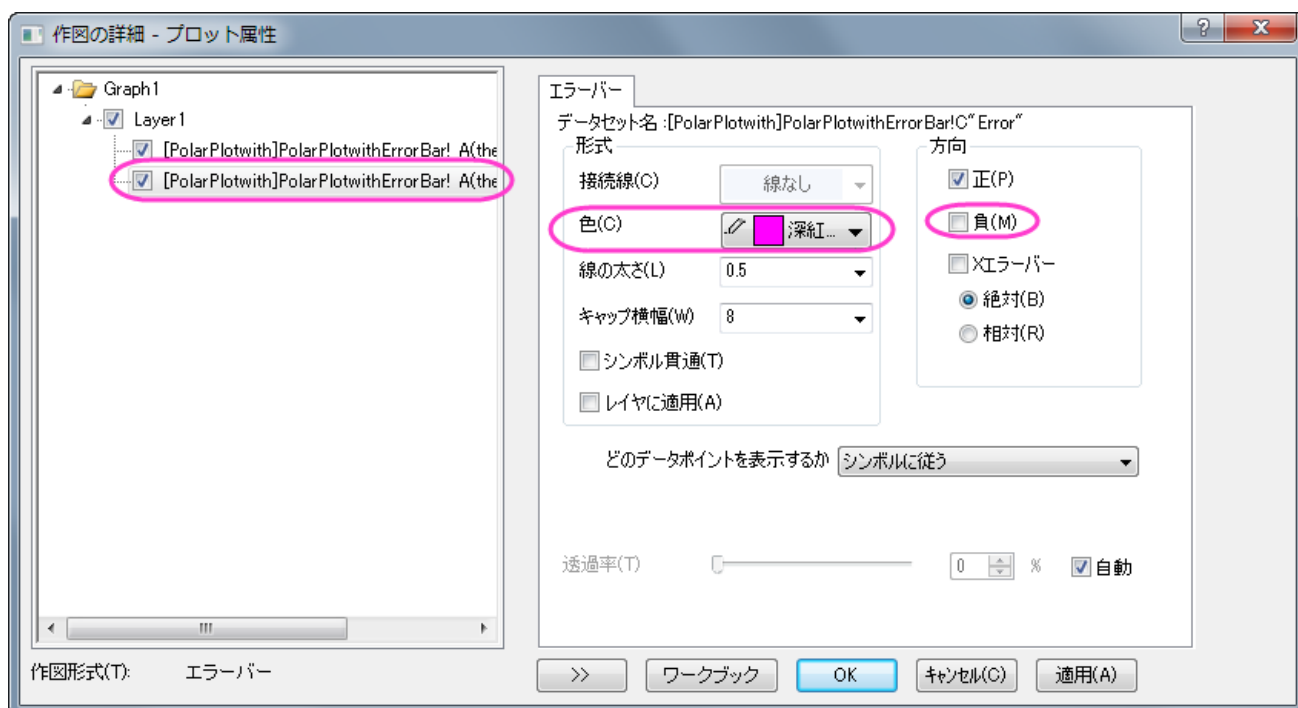 作図の詳細 - プロット属性
Graph1
Layer1
[PolarPlotwith]PolarPlotwithErrorBar! A(the
[PolarPlotwith]PolarPlotwithErrorBar! A(the
作図形式(T): エラーバー
エラーバー
データセット名 :[PolarPlotwith]PolarPlotwithErrorBar!C"Error"
形式
接続線(C) 線なし
色(C) 深紅...
線の太さ(L) 0.5
キャップ横幅(W) 8
シンボル貫通(T)
レイヤに適用(A)
方向
正(P)
負(M)
Xエラーバー
絶対(B)
相対(R)
どのデータポイントを表示するか シンボルに従う
透過率(T) 0 % 自動
>> ワークブック OK キャンセル(C) 適用(A)